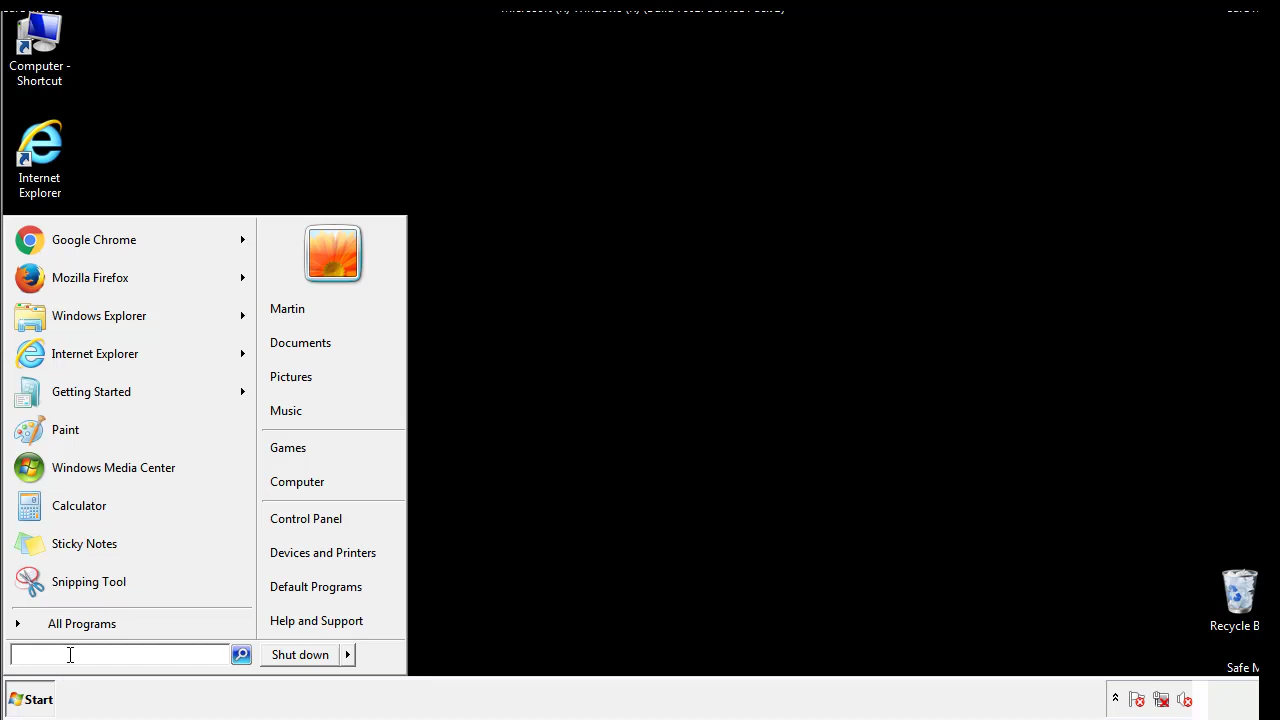 Computer -
Shortcut
Internet
Explorer
Google Chrome
Mozilla Firefox
Windows Explorer
Internet Explorer
Getting Started
Paint
Windows Media Center
Calculator
Sticky Notes
Snipping Tool
All Programs
Martin
Documents
Pictures
Music
Games
Computer
Control Panel
Devices and Printers
Default Programs
Help and Support
Shut down
Recycle B
Safe M
Start